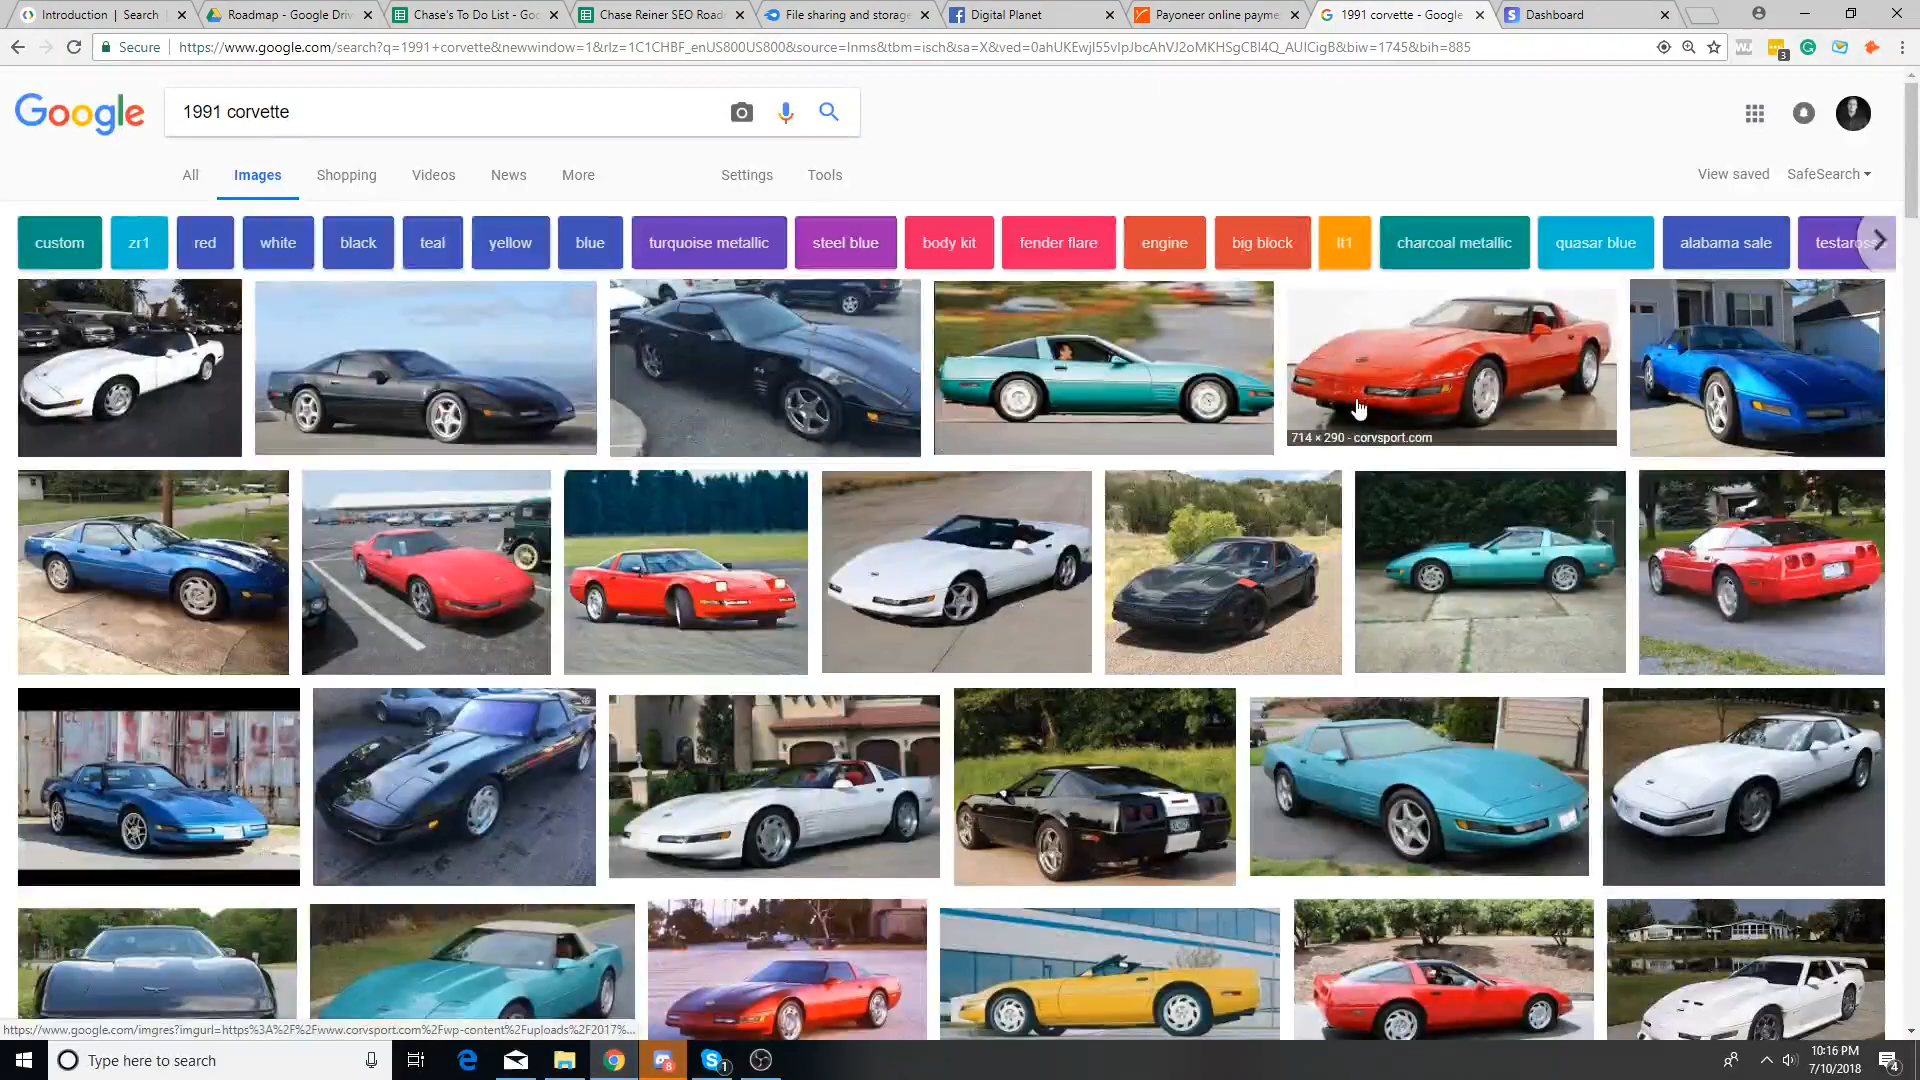 Introduction | Search
Roadmap - Google Driv
Chase's To Do List - Goo
Chase Reiner SEO Road
File sharing and storage
Digital Planet
Payoneer online payme
1991 corvette - Google
Dashboard
Secure
https://www.google.com/search?q=1991+corvette&newwindow=1&rlz=1C1CHBF_enUS800US800&source=lnms&tbm=isch&sa=X&ved=0ahUKEwjI55vIpJbcAhVJ2oMKHSgCBI4Q_AUICigB&biw=1745&bih=885
3
Google
1991 corvette
All
Images
Shopping
Videos
News
More
Settings
Tools
View saved
SafeSearch
custom
zr1
red
white
black
teal
yellow
blue
turquoise metallic
steel blue
body kit
fender flare
engine
big block
lt1
charcoal metallic
quasar blue
alabama sale
testaross
714 × 290 - corvsport.com
https://www.google.com/imgres?imgurl=https%3A%2F%2Fwww.corvsport.com%2Fwp-content%2Fuploads%2F2017%...
Type here to search
8
1
10:16 PM
7/10/2018
4